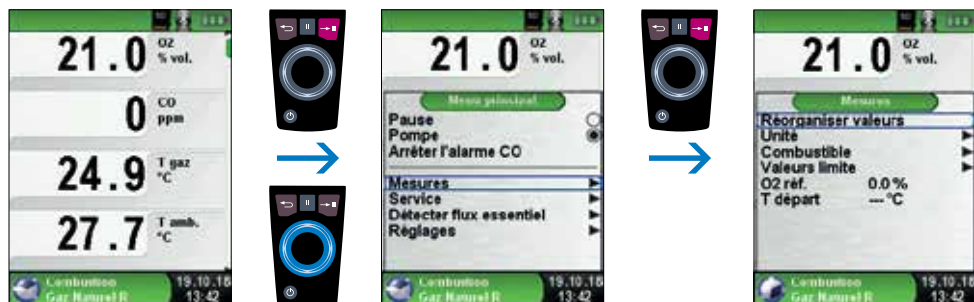 21.0 O2 % vol.
0 CO ppm
24.9 T gaz °C
27.7 T amb. °C
Combustion 19.10.15
Gaz Naturel R 13:42
21.0 O2 % vol.
Menu principal
Pause
Pompe
Arrêter l'alarme CO
Mesures
Service
Détecter flux essentiel
Réglages
Combustion 19.10.15
Gaz Naturel R 13:42
21.0 O2 % vol.
Mesures
Réorganiser valeurs
Unité
Combustible
Valeurs limite
O2 réf. 0.0 %
T départ --- °C
Combustion 19.10.15
Gaz Naturel R 13:42